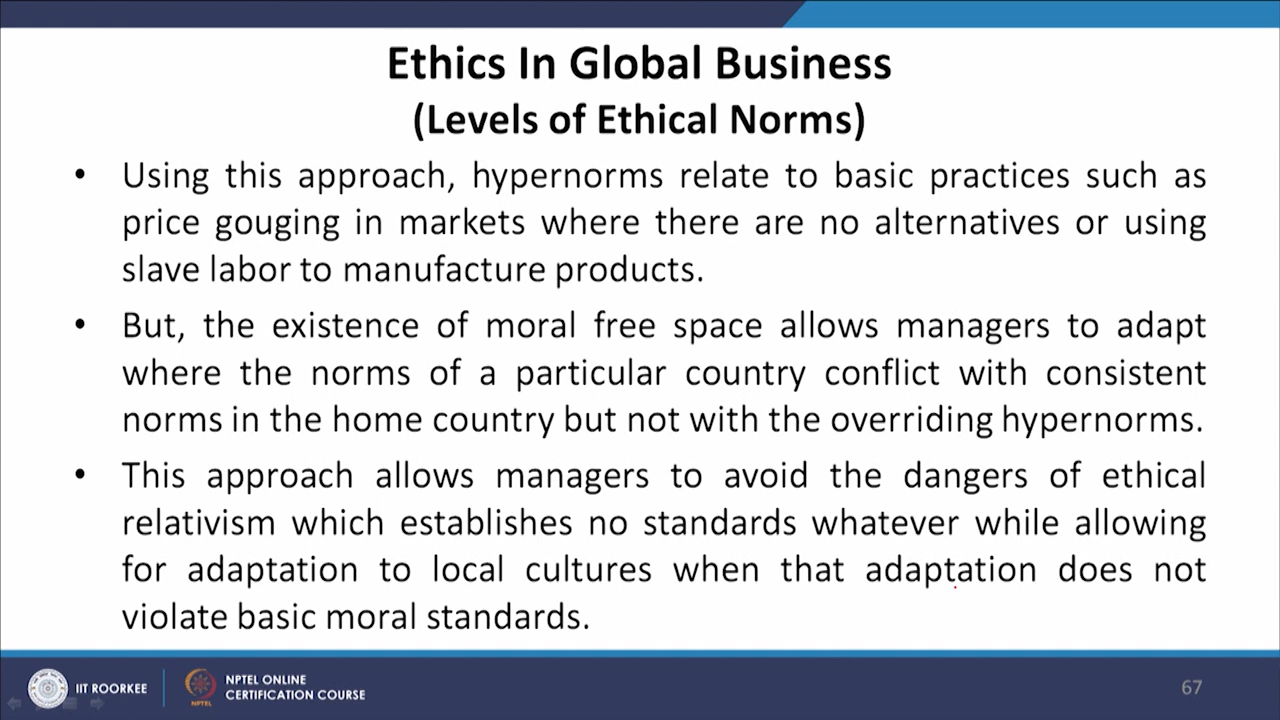 Ethics In Global Business
(Levels of Ethical Norms)
• Using this approach, hypernorms relate to basic practices such as
price gouging in markets where there are no alternatives or using
slave labor to manufacture products.
• But, the existence of moral free space allows managers to adapt
where the norms of a particular country conflict with consistent
norms in the home country but not with the overriding hypernorms.
• This approach allows managers to avoid the dangers of ethical
relativism which establishes no standards whatever while allowing
for adaptation to local cultures when that adaptation does not
violate basic moral standards.
IIT ROORKEE
NPTEL
NPTEL ONLINE
CERTIFICATION COURSE
67